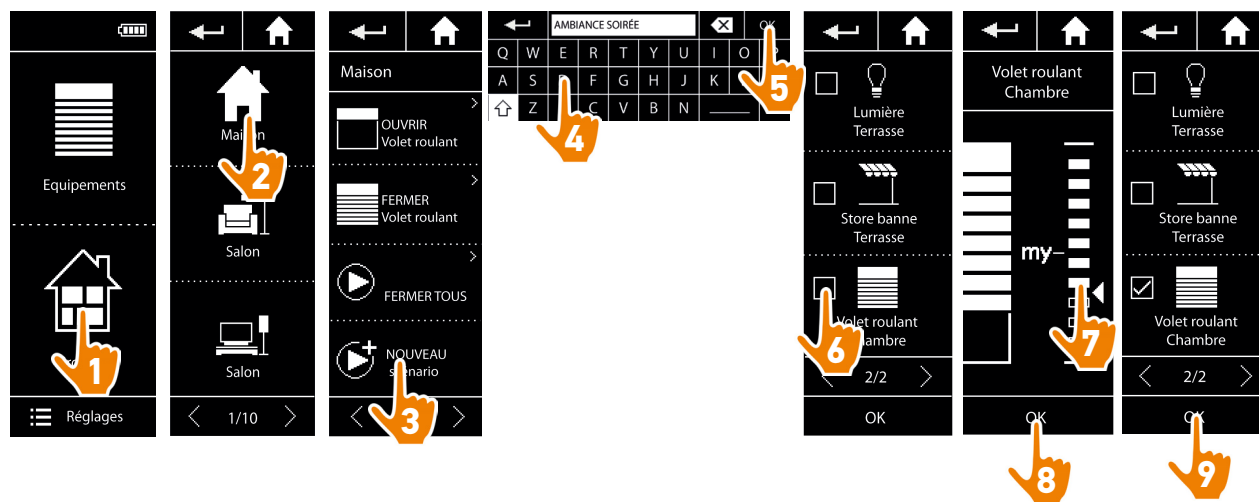 Equipements
1
Réglages
Maison
2
Salon
Salon
1/10
Maison
OUVRIR
Volet roulant
FERMER
Volet roulant
FERMER TOUS
NOUVEAU
scénario
3
AMBIANCE SOIRÉE
OK
Q W E R T Y U I O P
A S D F G H J K
Z C V B N
4
5
Lumière
Terrasse
Store banne
Terrasse
Volet roulant
Chambre
6
2/2
OK
Volet roulant
Chambre
my
7
OK
8
Lumière
Terrasse
Store banne
Terrasse
Volet roulant
Chambre
2/2
OK
9